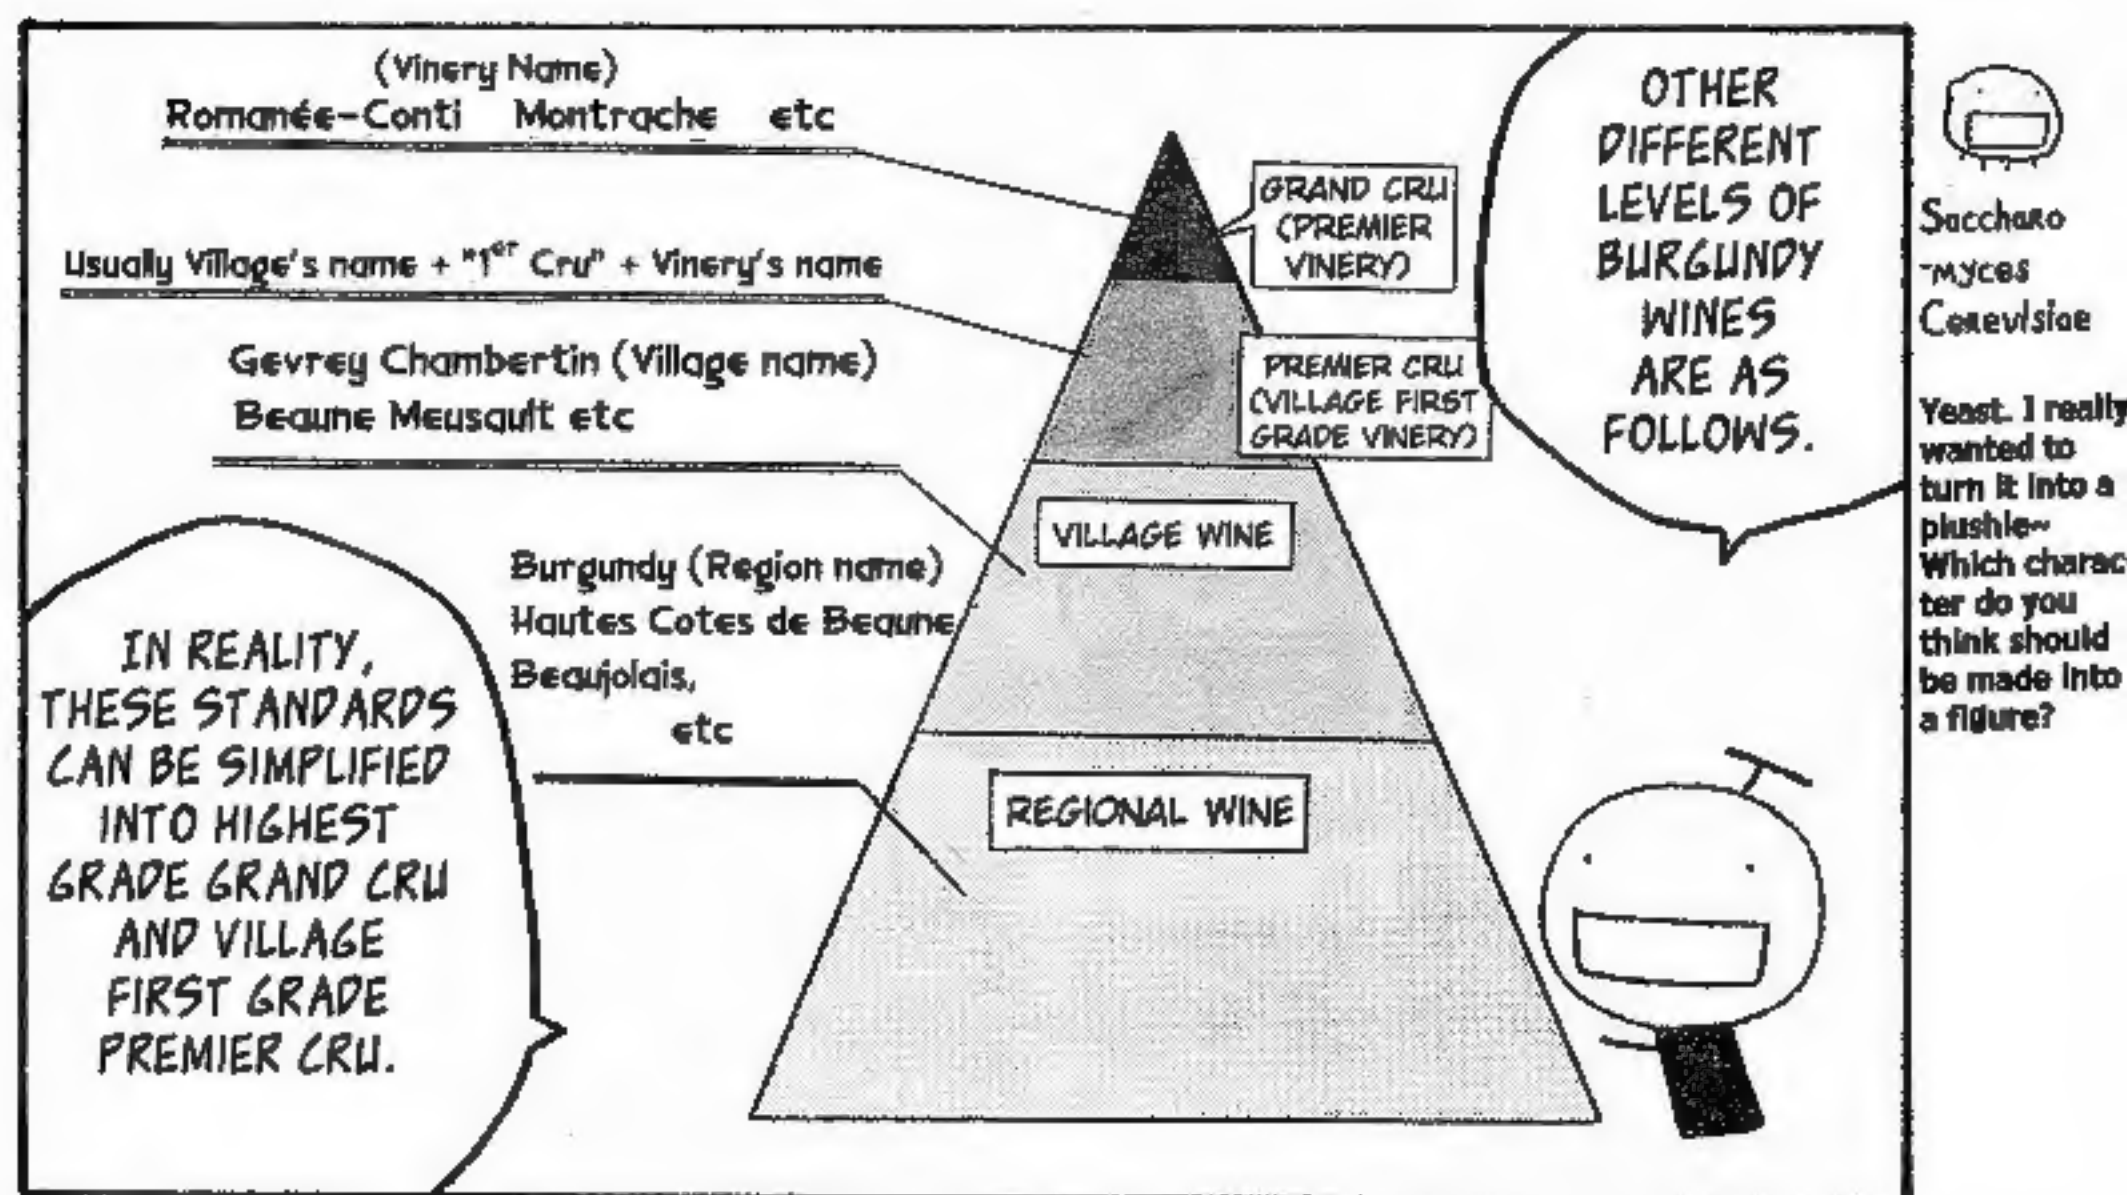 (Vinery Name)
Romanée-Conti Montrache etc
Usually Village's name + "1er Cru" + Vinery's name
Gevrey Chambertin (Village name)
Beaune Meusault etc
Burgundy (Region name)
Hautes Cotes de Beaune
Beaujolais,
etc
GRAND CRU
(PREMIER
VINERY)
PREMIER CRU
(VILLAGE FIRST
GRADE VINERY)
VILLAGE WINE
REGIONAL WINE
OTHER
DIFFERENT
LEVELS OF
BURGUNDY
WINES
ARE AS
FOLLOWS.
IN REALITY,
THESE STANDARDS
CAN BE SIMPLIFIED
INTO HIGHEST
GRADE GRAND CRU
AND VILLAGE
FIRST GRADE
PREMIER CRU.
Saccharo
-myces
Cerevisiae
Yeast. I really
wanted to
turn it into a
plushie~
Which charac-
ter do you
think should
be made into
a figure?